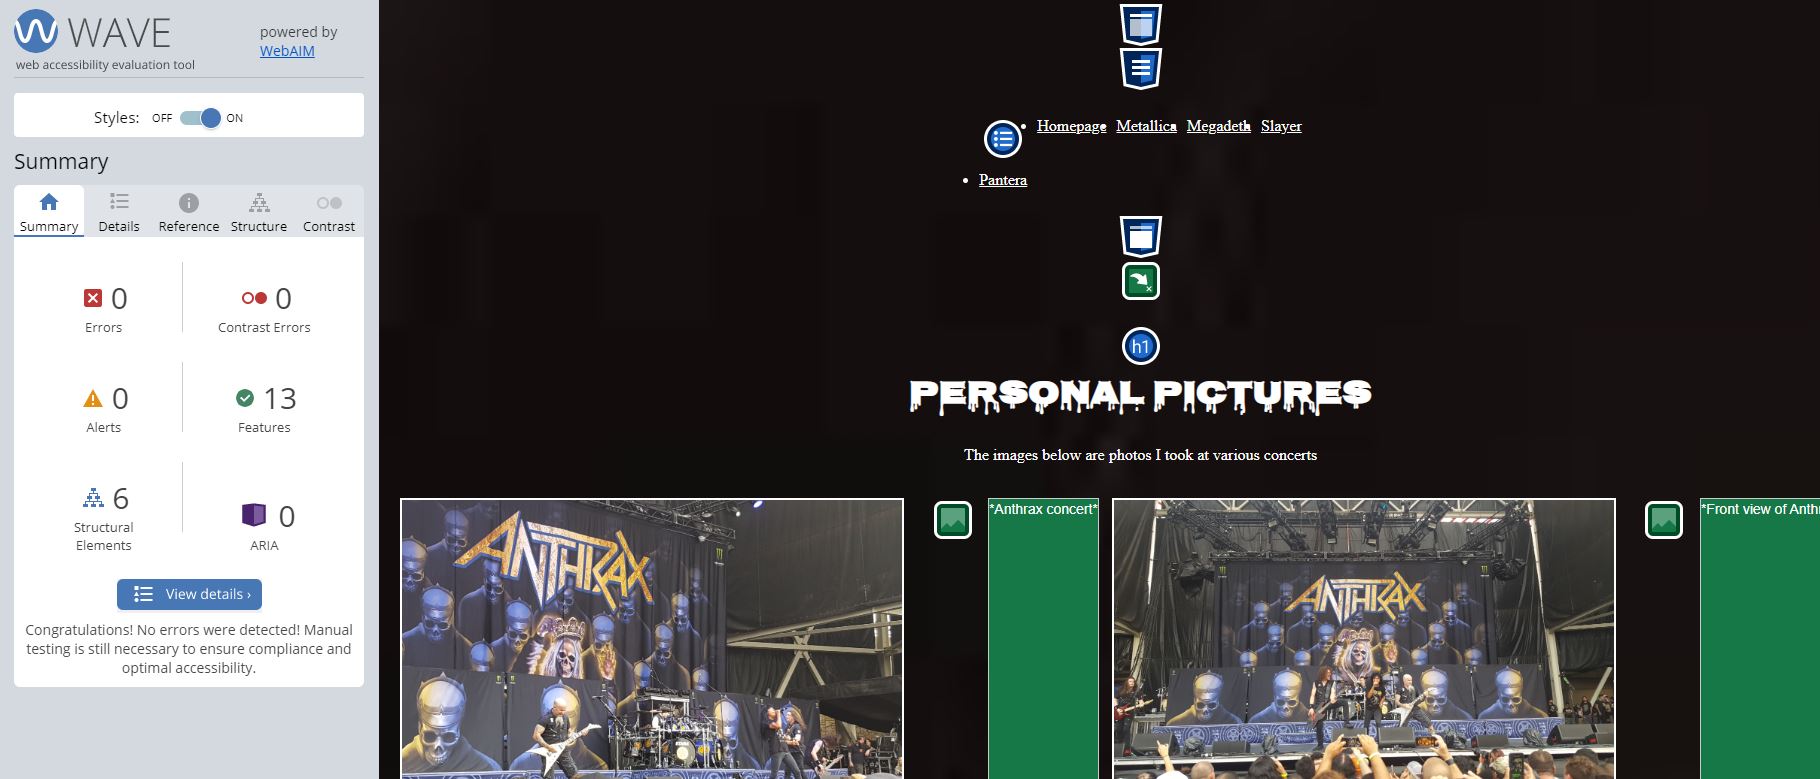 WAVE
web accessibility evaluation tool
powered by
WebAIM
Styles: OFF ON
Summary
Summary Details Reference Structure Contrast
0
Errors
0
Contrast Errors
0
Alerts
13
Features
6
Structural
Elements
0
ARIA
View details ›
Congratulations! No errors were detected! Manual
testing is still necessary to ensure compliance and
optimal accessibility.
• Homepage • Metallica • Megadeth • Slayer
• Pantera
h1
PERSONAL PICTURES
The images below are photos I took at various concerts
*Anthrax concert*
*Front view of Anthr
ANTHRAX
ANTHRAX